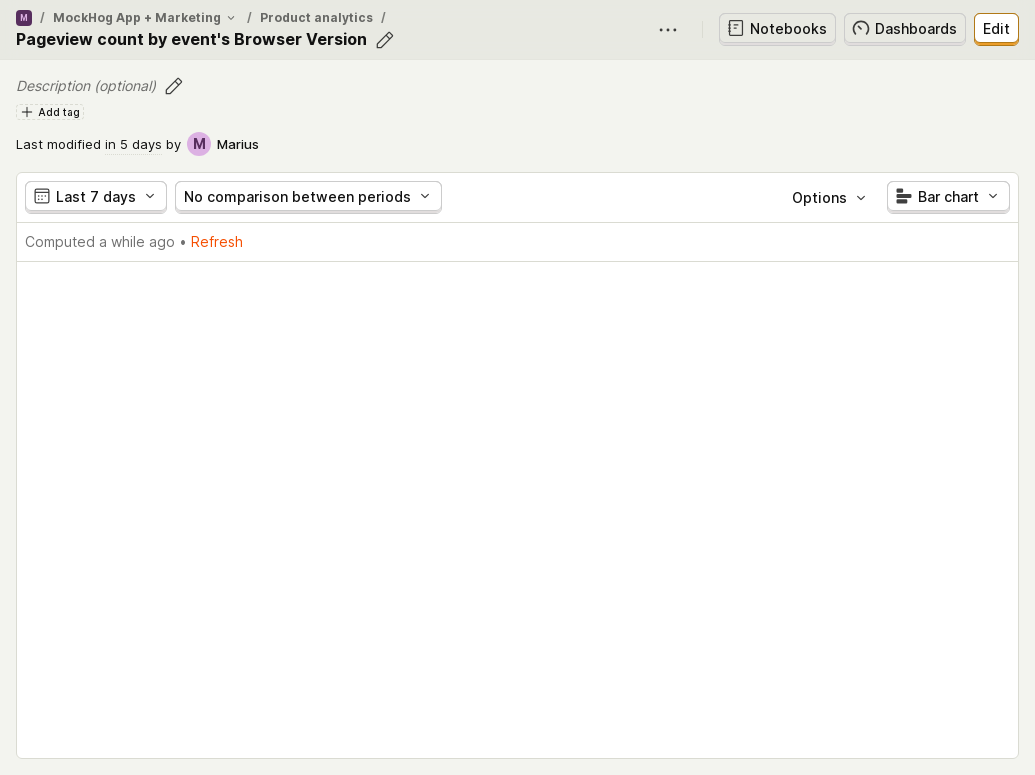 M / MockHog App + Marketing / Product analytics /
Pageview count by event's Browser Version
Notebooks
Dashboards
Edit
Description (optional)
Add tag
Last modified in 5 days by M Marius
Last 7 days
No comparison between periods
Options
Bar chart
Computed a while ago • Refresh